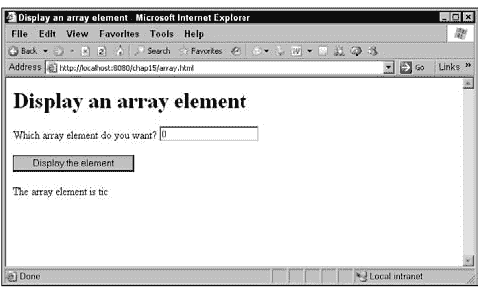 Display an array element - Microsoft Internet Explorer
File Edit View Favorites Tools Help
Back Search Favorites
Address http://localhost:8080/chap15/array.html Go Links »
Display an array element
Which array element do you want? 0
Display the element
The array element is tic
Done Local intranet